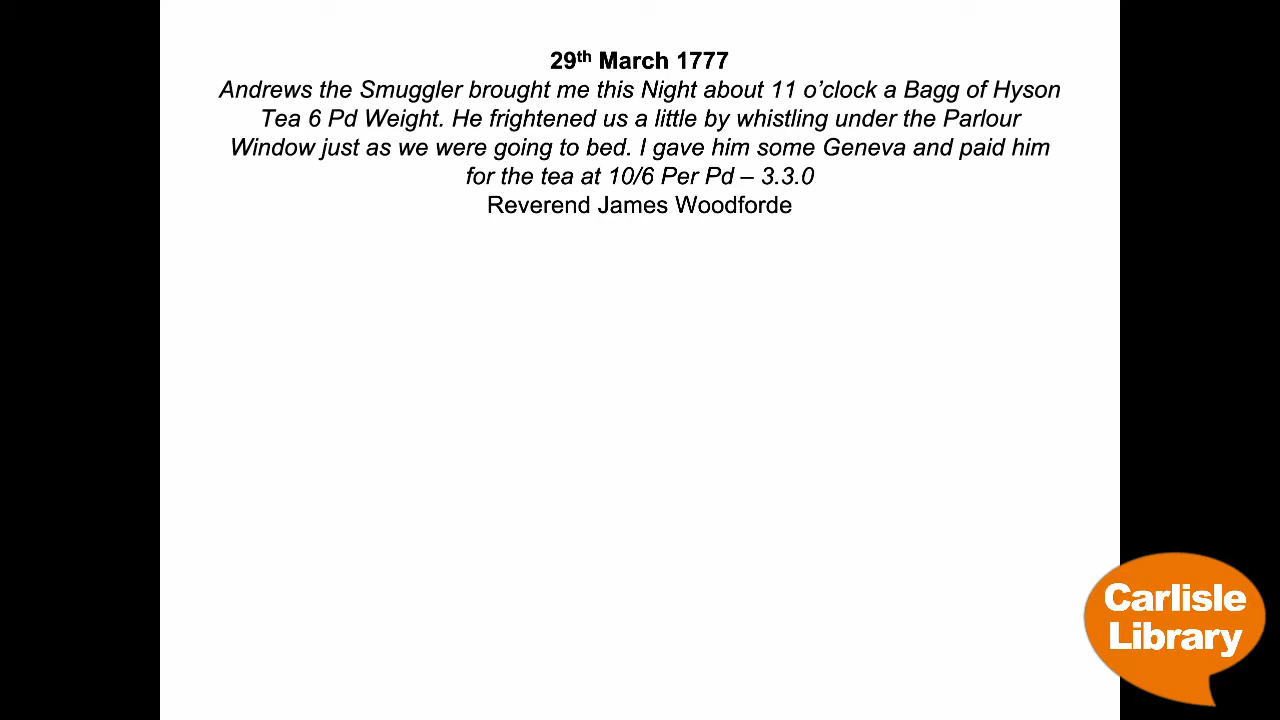 29th March 1777
Andrews the Smuggler brought me this Night about 11 o’clock a Bagg of Hyson
Tea 6 Pd Weight. He frightened us a little by whistling under the Parlour
Window just as we were going to bed. I gave him some Geneva and paid him
for the tea at 10/6 Per Pd – 3.3.0
Reverend James Woodforde
Carlisle
Library